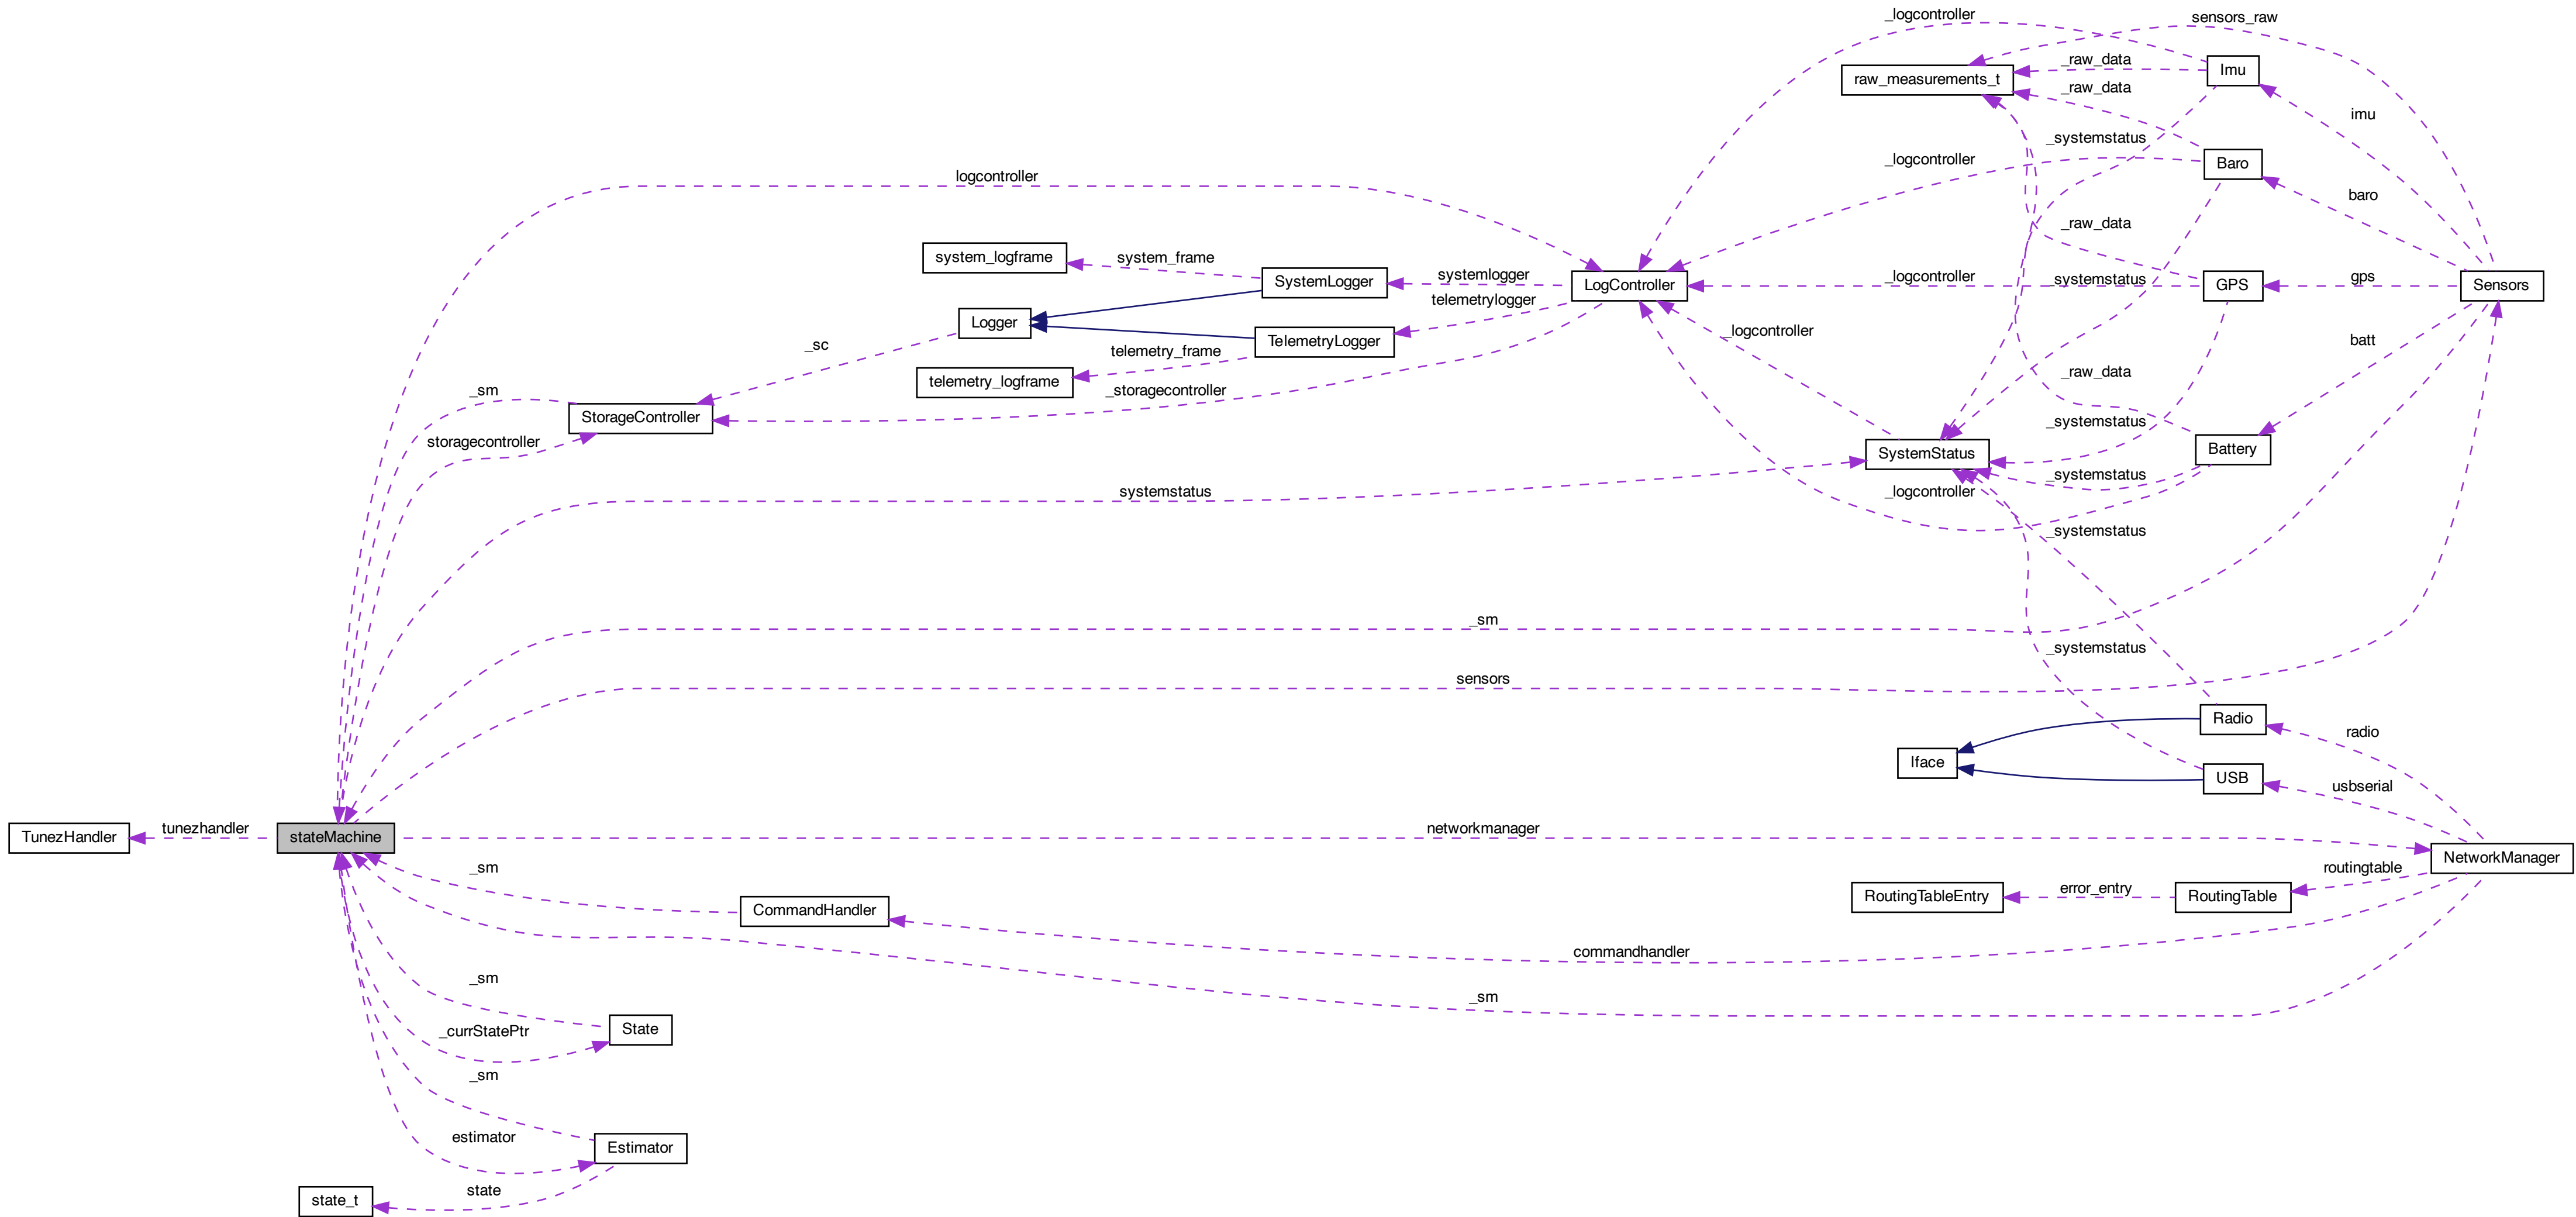 _logcontroller
sensors_raw
_raw_data
Imu
raw_measurements_t
_raw_data
imu
_systemstatus
_logcontroller
Baro
logcontroller
baro
_raw_data
system_logframe
system_frame
systemlogger
SystemLogger
_logcontroller
_systemstatus
gps
LogController
GPS
Sensors
telemetrylogger
Logger
_logcontroller
TelemetryLogger
batt
_sc
telemetry_frame
_raw_data
telemetry_logframe
_sm
_storagecontroller
StorageController
_systemstatus
storagecontroller
SystemStatus
Battery
_systemstatus
systemstatus
_logcontroller
_systemstatus
_sm
_systemstatus
sensors
Radio
radio
Iface
USB
usbserial
tunezhandler
networkmanager
TunezHandler
stateMachine
NetworkManager
_sm
routingtable
error_entry
RoutingTableEntry
RoutingTable
CommandHandler
commandhandler
_sm
_sm
State
_currStatePtr
_sm
estimator
Estimator
state
state_t